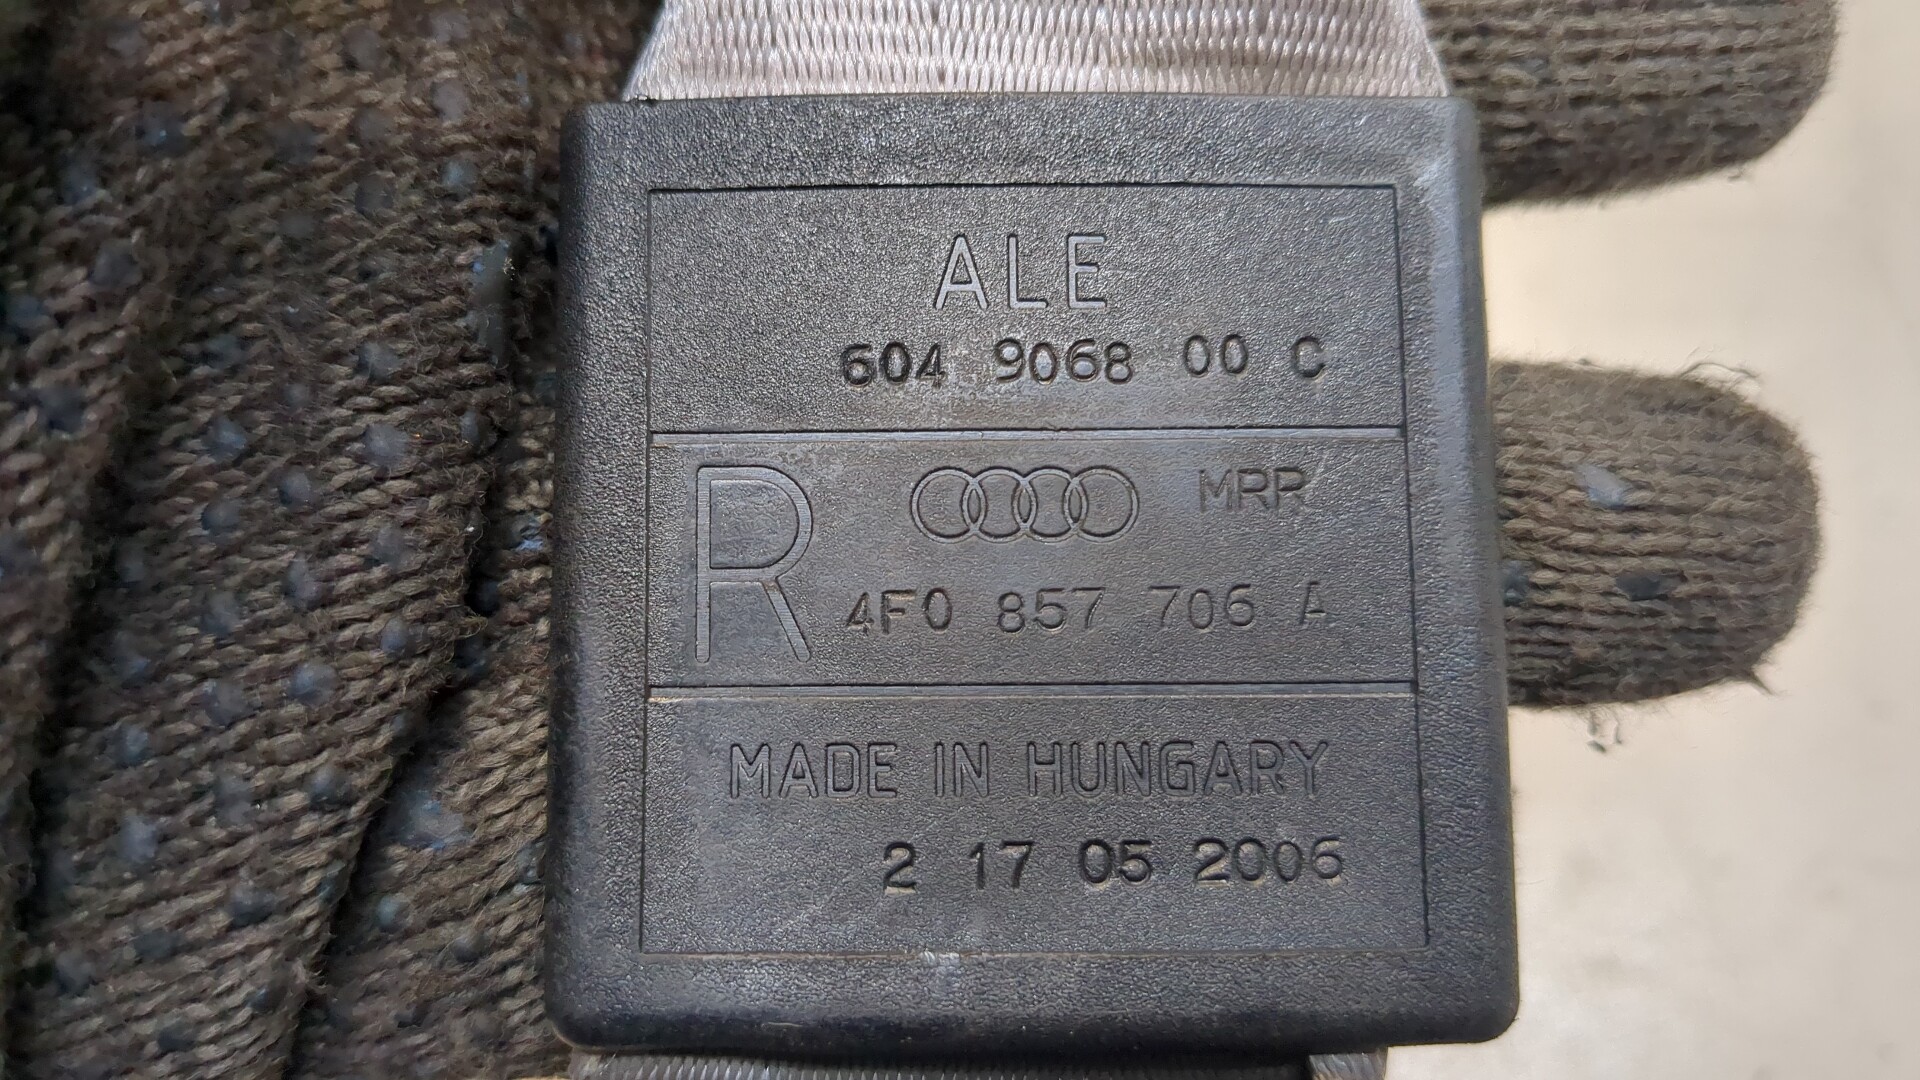 ALE
604 9068 00 C
R MRR
4F0 857 706 A
MADE IN HUNGARY
2 17 05 2006